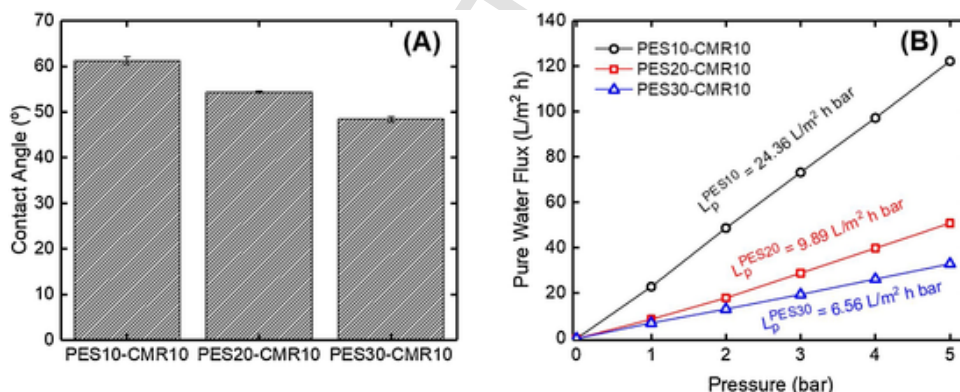 (A)
Contact Angle (º)
70
60
50
40
30
20
10
0
PES10-CMR10
PES20-CMR10
PES30-CMR10
(B)
Pure Water Flux (L/m² h)
140
120
100
80
60
40
20
0
PES10-CMR10
PES20-CMR10
PES30-CMR10
Lₚ^PES10 = 24.36 L/m² h bar
Lₚ^PES20 = 9.89 L/m² h bar
Lₚ^PES30 = 6.56 L/m² h bar
0 1 2 3 4 5
Pressure (bar)